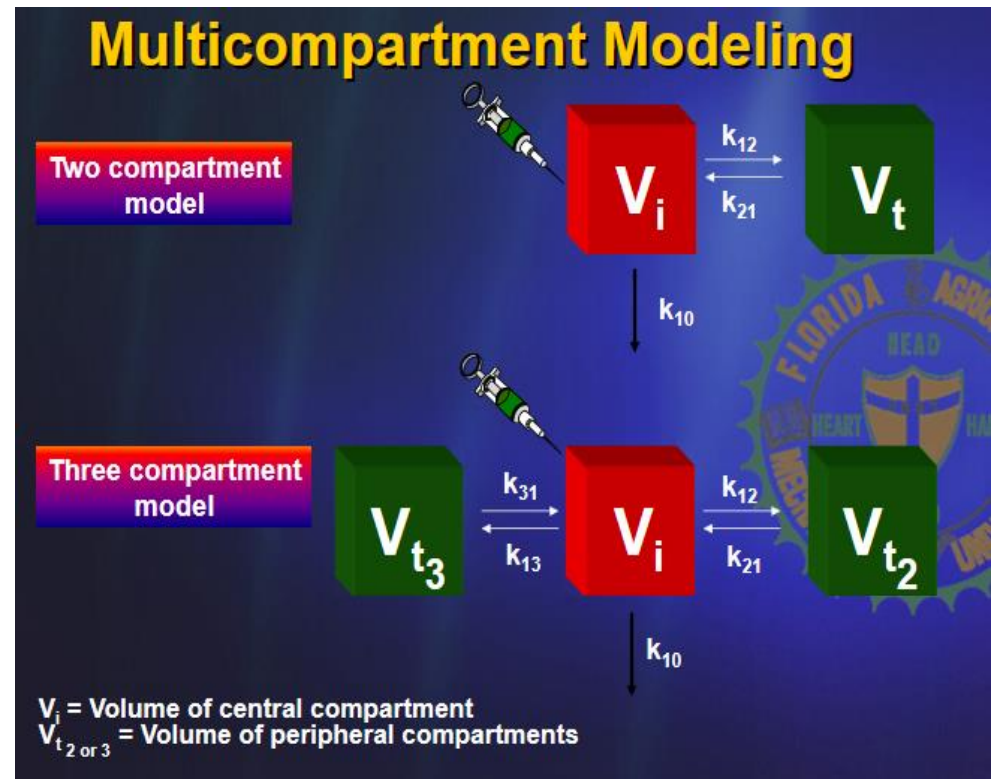 Multicompartment Modeling
Two compartment
model
Vi
k12
k21
Vt
k10
FLORIDA AGRIC
HEAD
HEART
Three compartment
model
Vt3
k31
k13
Vi
k12
k21
Vt2
k10
Vi = Volume of central compartment
Vt 2 or 3 = Volume of peripheral compartments